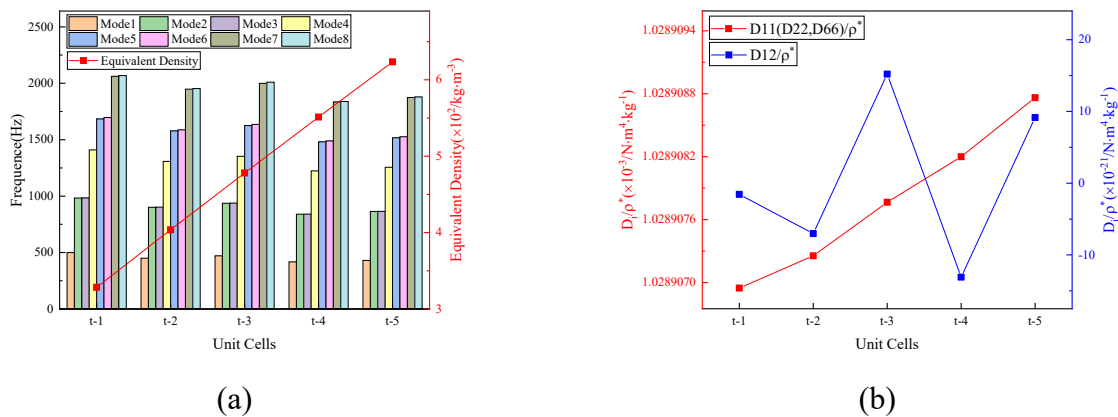 Mode1 Mode2 Mode3 Mode4
Mode5 Mode6 Mode7 Mode8
Equivalent Density
Frequence(Hz)
3500
3000
2500
2000
1500
1000
500
0
t-1 t-2 t-3 t-4 t-5
Unit Cells
6
5
4
3
Equivalent Density(×10²/kg·m⁻³)
(a)
D11(D22,D66)/ρ*
D12/ρ*
Dᵢ/ρ*(×10⁻³/N·m⁴·kg⁻¹)
1.0289094
1.0289088
1.0289082
1.0289076
1.0289070
t-1 t-2 t-3 t-4 t-5
Unit Cells
20
10
0
-10
Dᵢ/ρ*(×10⁻²¹/N·m⁴·kg⁻¹)
(b)